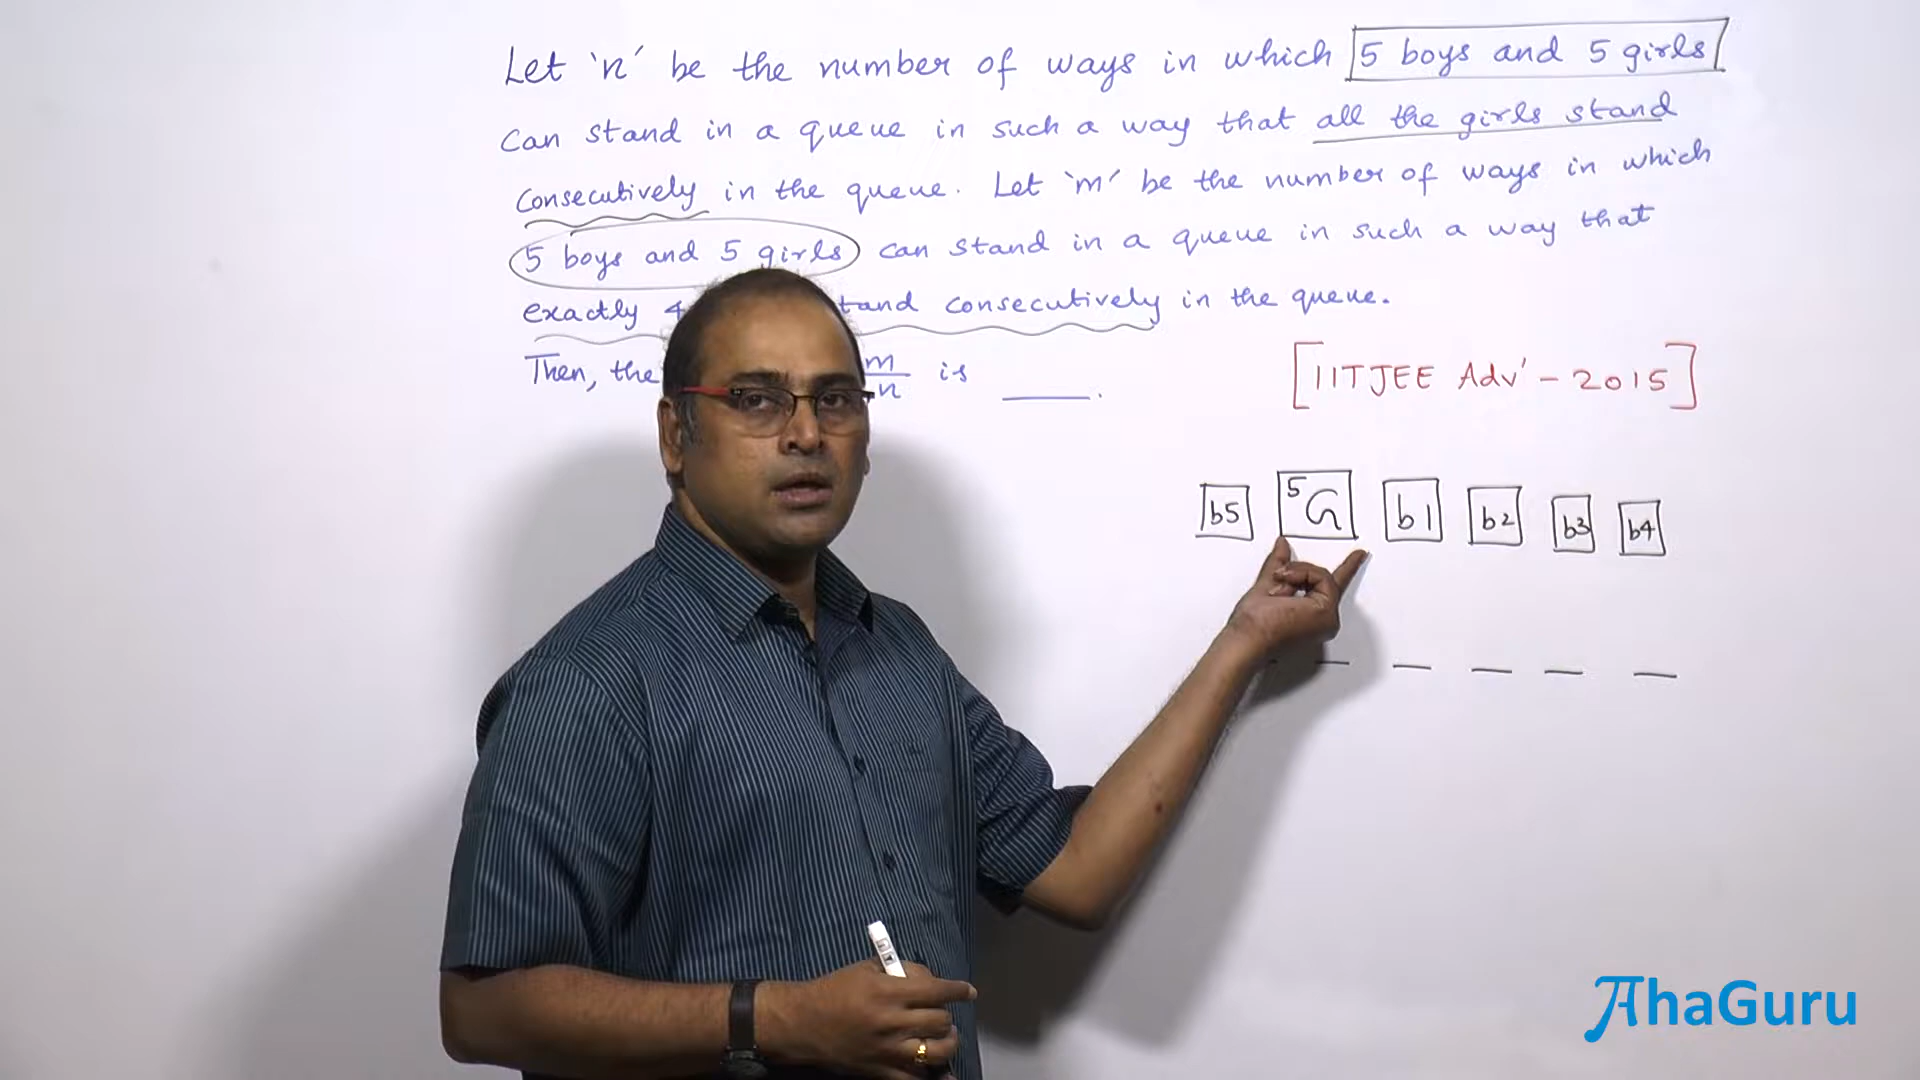 Let 'n' be the number of ways in which 5 boys and 5 girls
can stand in a queue in such a way that all the girls stand
consecutively in the queue. Let 'm' be the number of ways in which
5 boys and 5 girls can stand in a queue in such a way that
exactly 4 stand consecutively in the queue.
Then, the m/n is ____.
[IITJEE Adv' - 2015]
b5 5 G b1 b2 b3 b4
AhaGuru